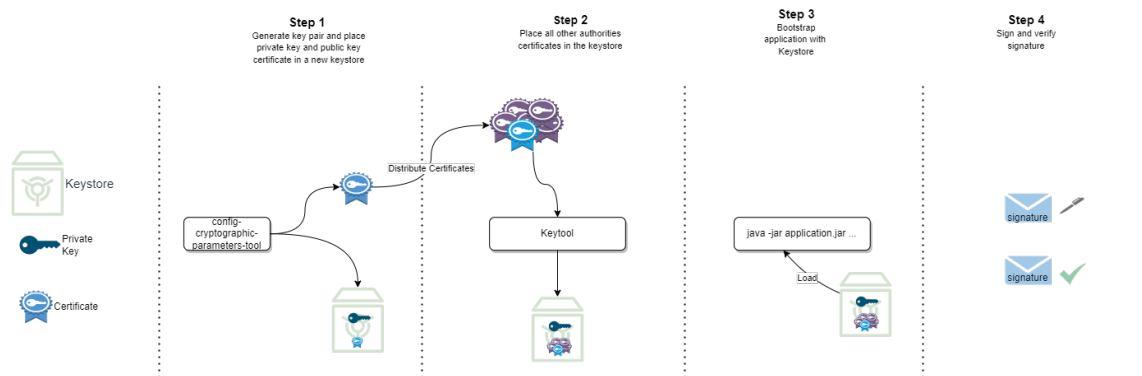 Step 1
Generate key pair and place
private key and public key
certificate in a new keystore
Step 2
Place all other authorities
certificates in the keystore
Step 3
Bootstrap
application with
Keystore
Step 4
Sign and verify
signature
Keystore
Private
Key
Certificate
Distribute Certificates
config-
cryptographic-
parameters-tool
Keytool
java -jar application.jar ...
Load
signature
signature